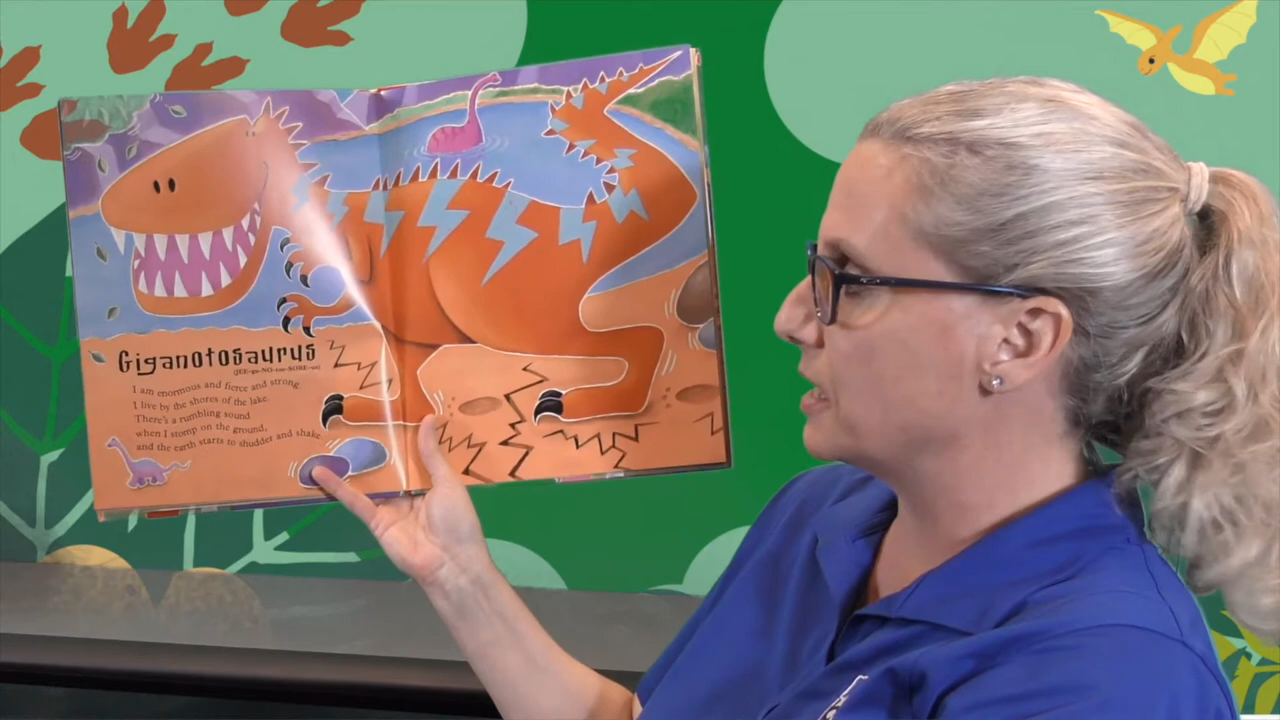 Giganotosaurus
(JEE-ga-NO-toe-SORE-us)
I am enormous and fierce and strong.
I live by the shores of the lake.
There's a rumbling sound
when I stomp on the ground,
and the earth starts to shudder and shake.